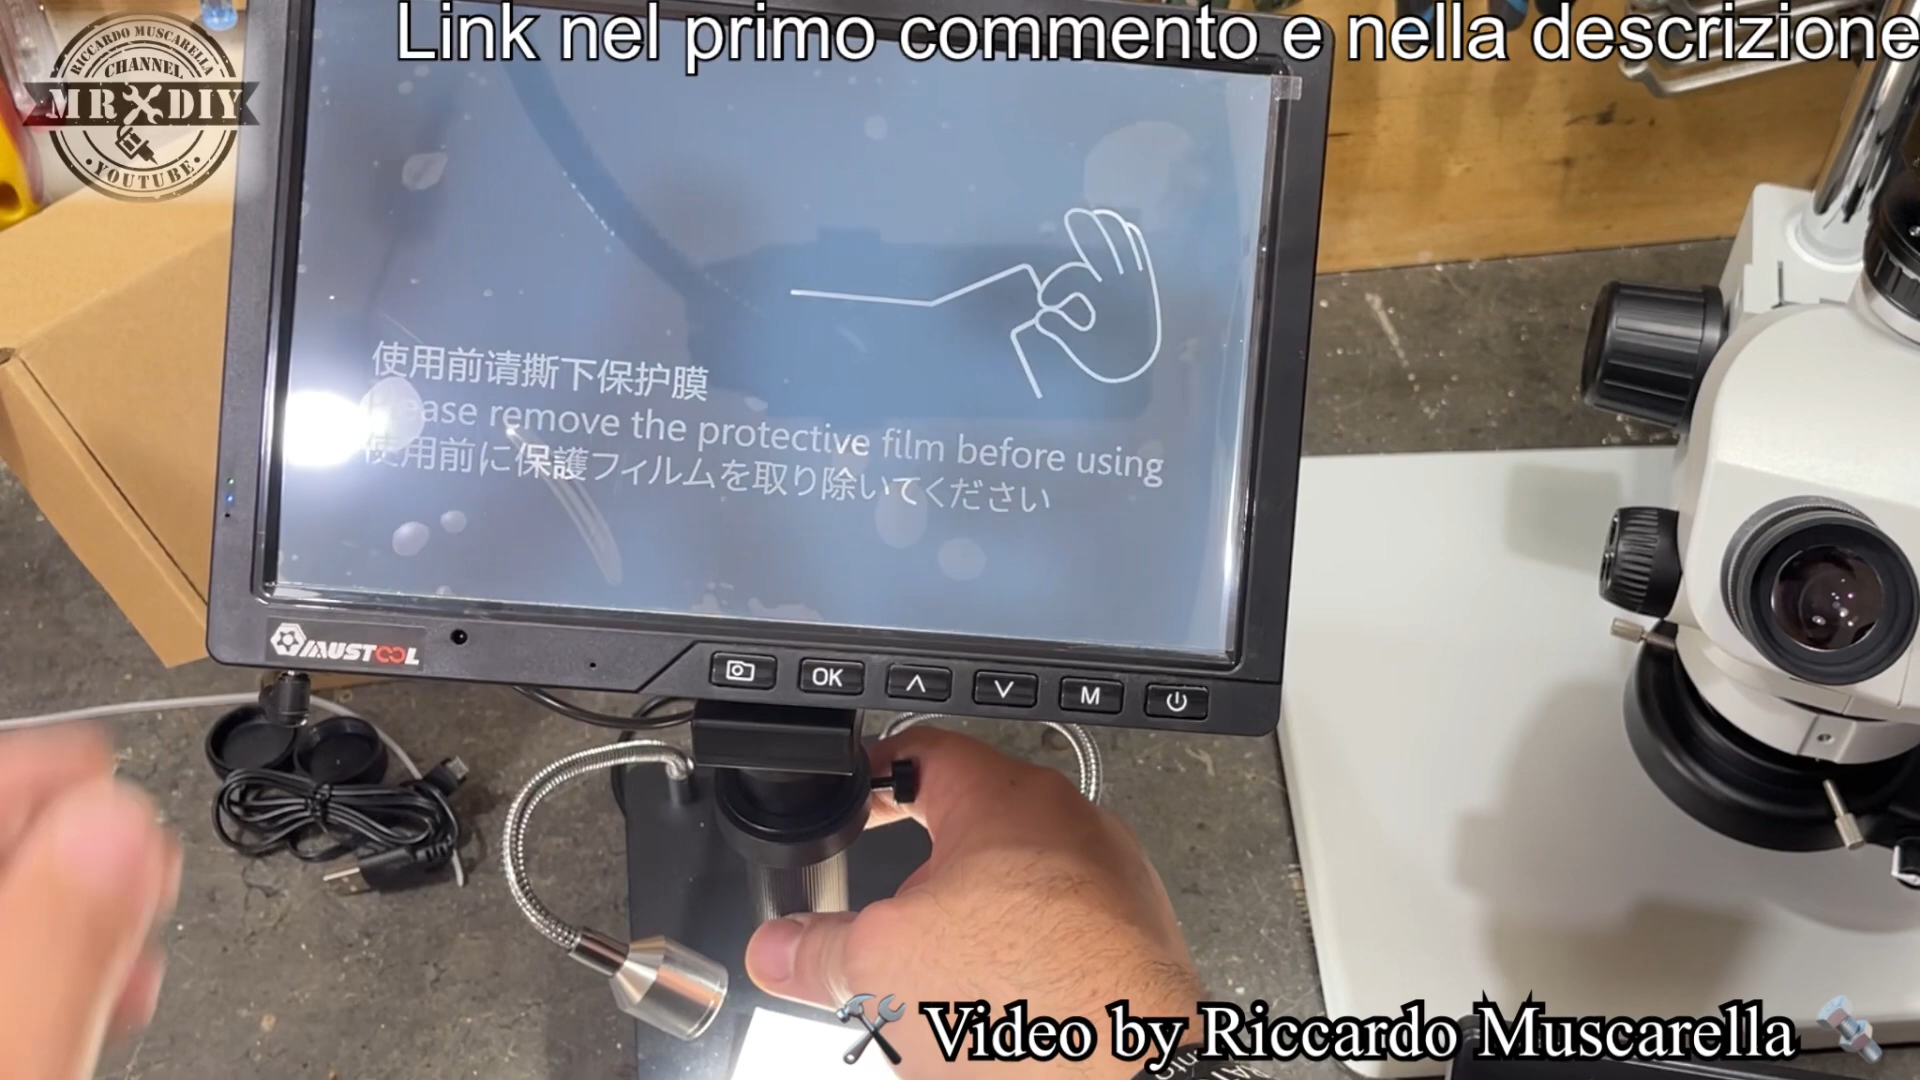 Link nel primo commento e nella descrizione
RICCARDO MUSCARELLA
CHANNEL
MR DIY
YOUTUBE
使用前请撕下保护膜
Please remove the protective film before using
使用前に保護フィルムを取り除いてください
MUSTOOL
OK
M
Video by Riccardo Muscarella